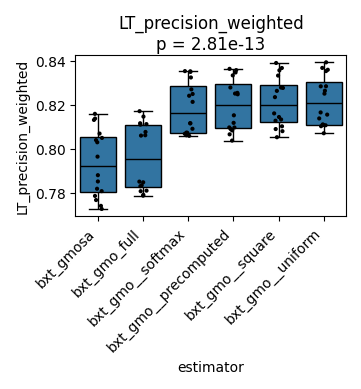 LT_precision_weighted
p = 2.81e-13
LT_precision_weighted
0.84
0.82
0.80
0.78
bxt_gmosa
bxt_gmo_full
bxt_gmo__softmax
bxt_gmo__precomputed
bxt_gmo__square
bxt_gmo__uniform
estimator